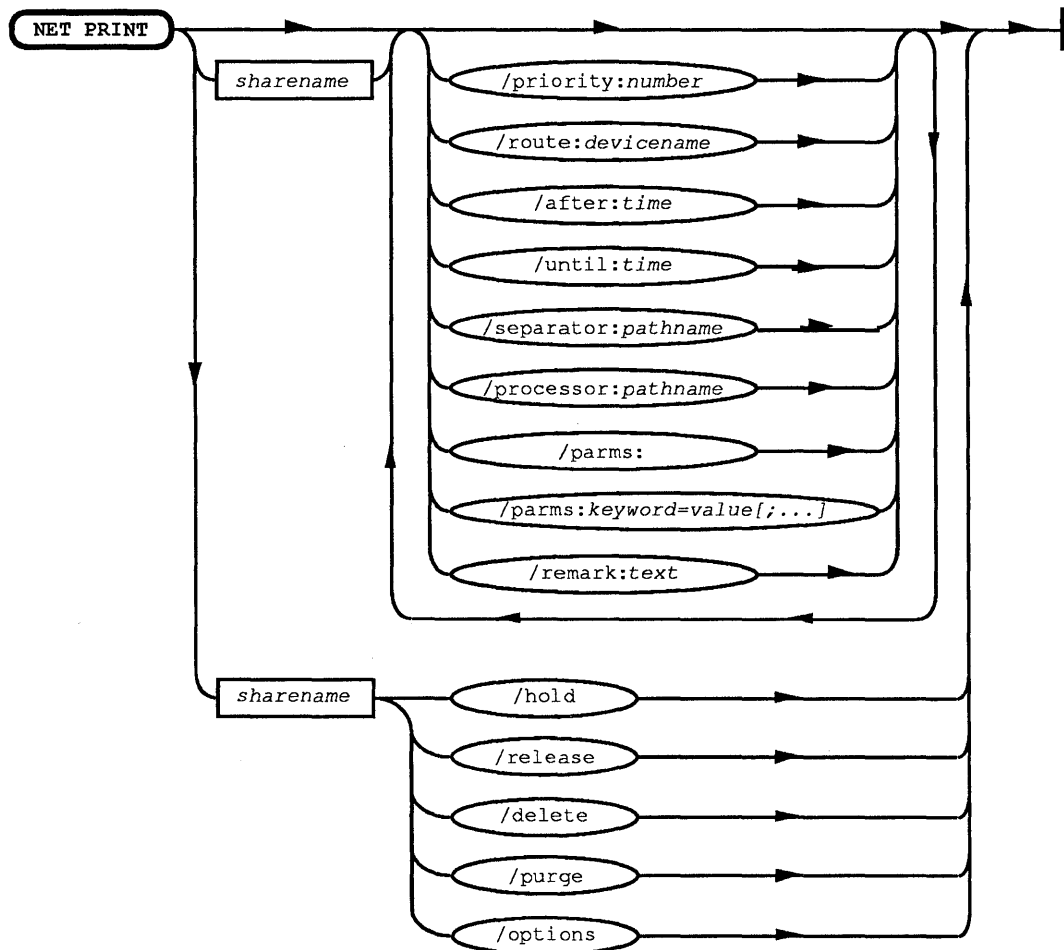 NET PRINT
sharename
/priority:number
/route:devicename
/after:time
/until:time
/separator:pathname
/processor:pathname
/parms:
/parms:keyword=value[;...]
/remark:text
sharename
/hold
/release
/delete
/purge
/options